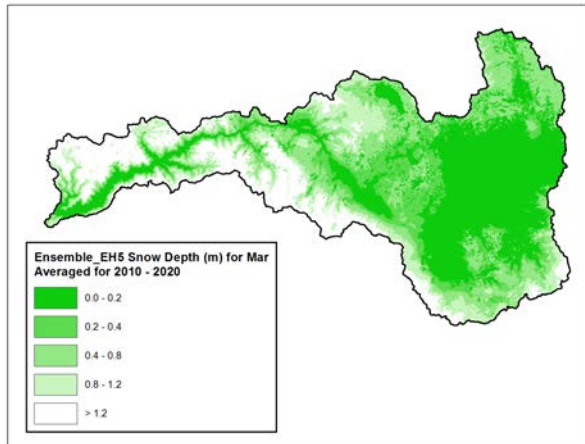 Ensemble_EH5 Snow Depth (m) for Mar
Averaged for 2010 - 2020
0.0 - 0.2
0.2 - 0.4
0.4 - 0.8
0.8 - 1.2
> 1.2